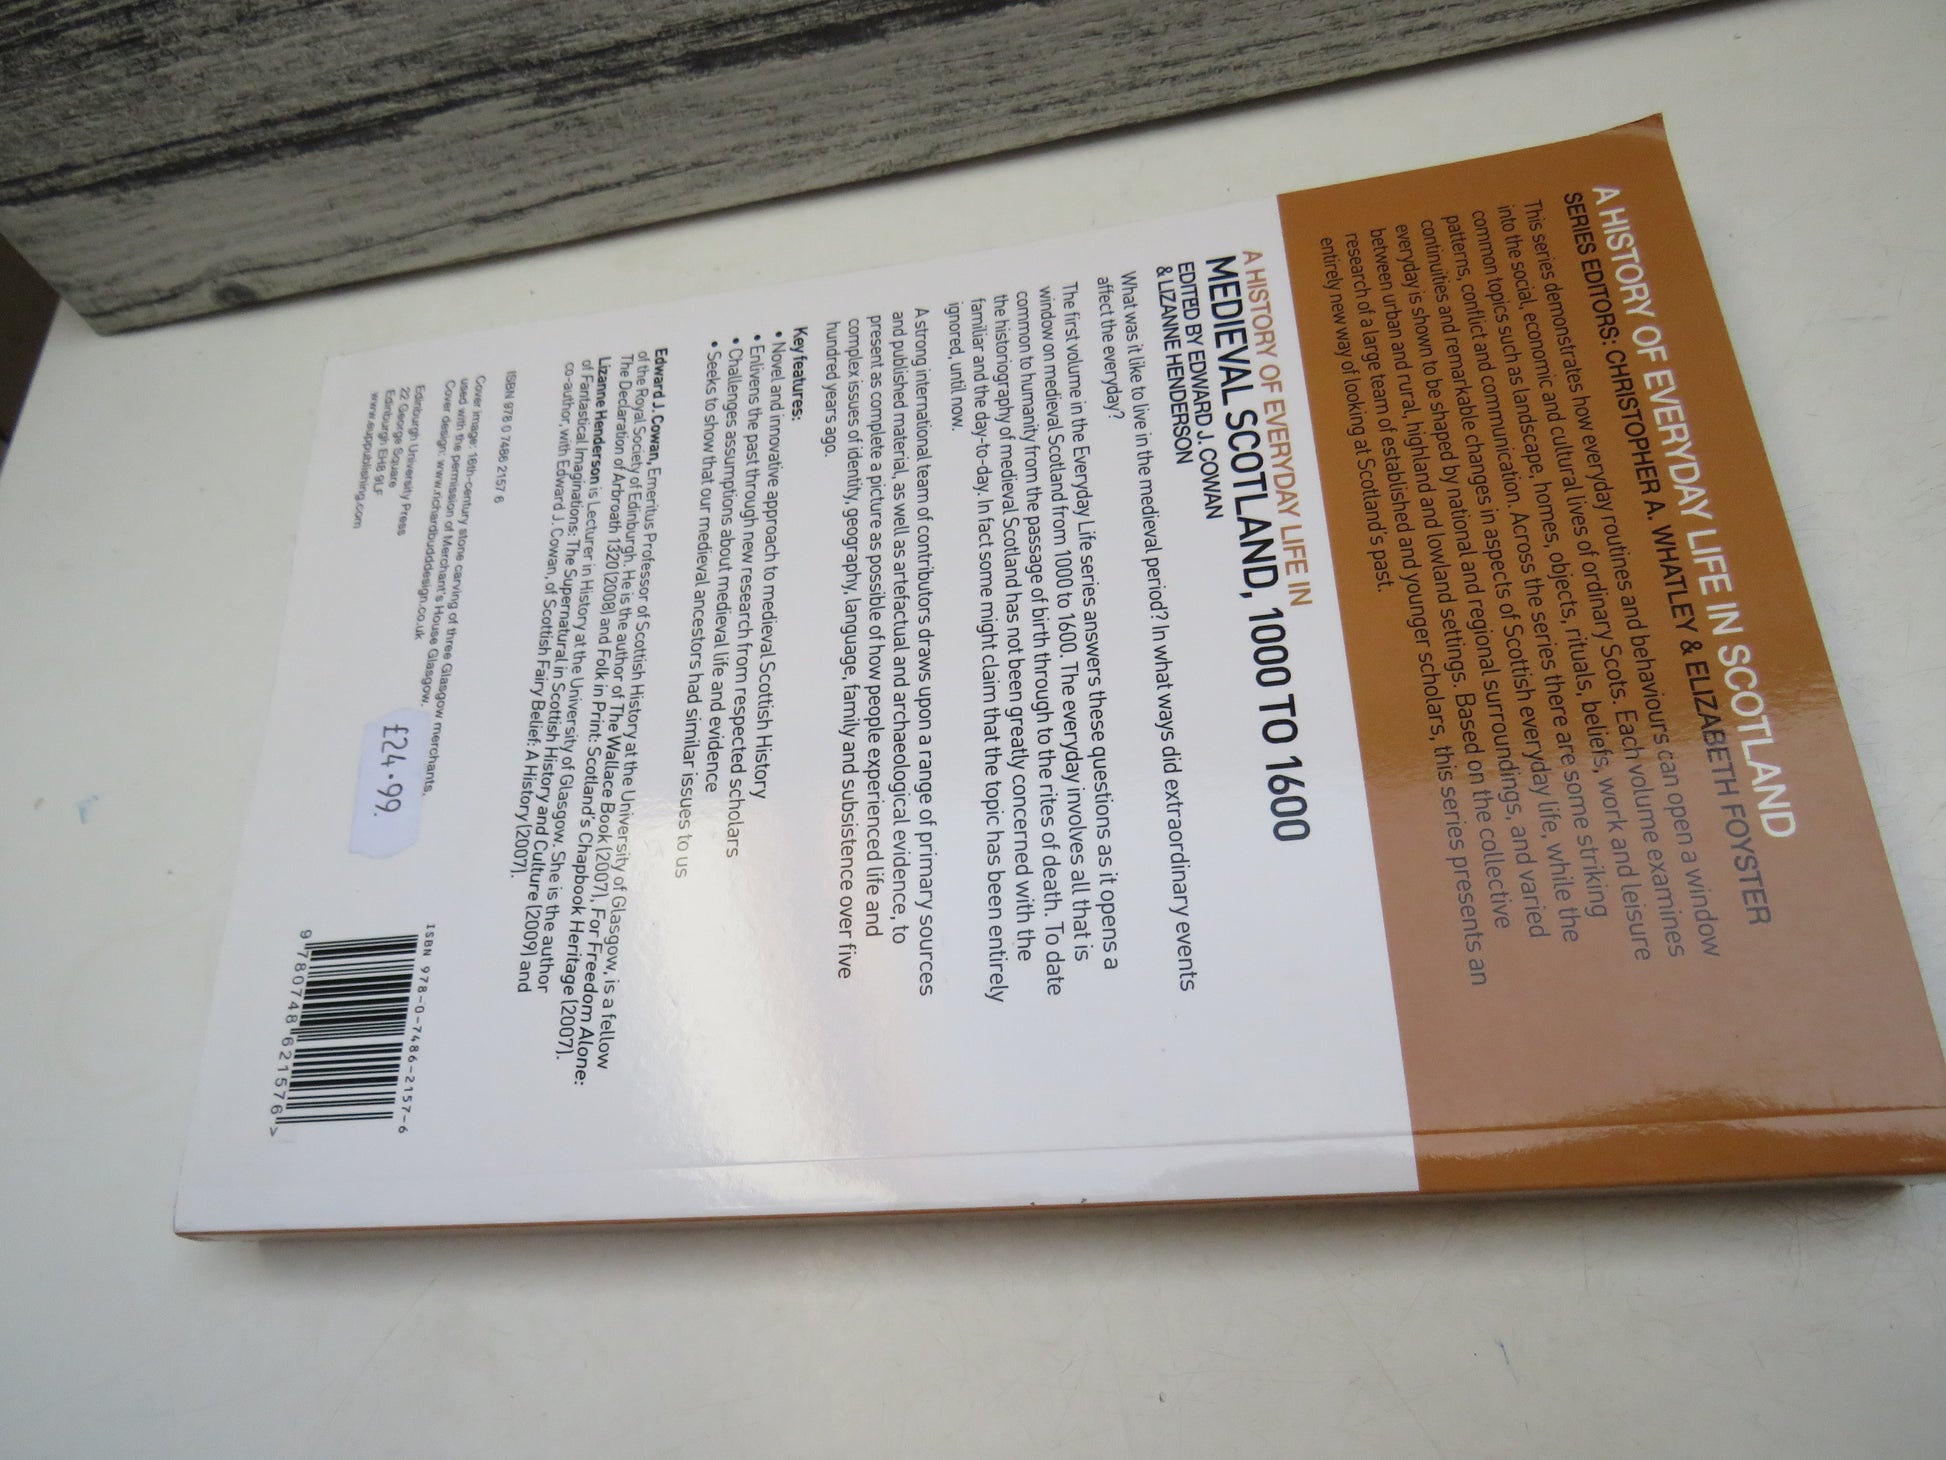 A HISTORY OF EVERYDAY LIFE IN SCOTLAND
SERIES EDITORS: CHRISTOPHER A. WHATLEY & ELIZABETH FOYSTER
This series demonstrates how everyday routines and behaviours can open a window
into the social, economic and cultural lives of ordinary Scots. Each volume examines
common topics such as landscape, homes, objects, rituals, beliefs, work and leisure
patterns, conflict and communication. Across the series there are some striking
continuities and remarkable changes in aspects of Scottish everyday life, while the
everyday is shown to be shaped by national and regional surroundings, and varied
between urban and rural, highland and lowland settings. Based on the collective
research of a large team of established and younger scholars, this series presents an
entirely new way of looking at Scotland's past.
A HISTORY OF EVERYDAY LIFE IN
MEDIEVAL SCOTLAND, 1000 TO 1600
EDITED BY EDWARD J. COWAN
& LIZANNE HENDERSON
What was it like to live in the medieval period? In what ways did extraordinary events
affect the everyday?
The first volume in the Everyday Life series answers these questions as it opens a
window on medieval Scotland from 1000 to 1600. The everyday involves all that is
common to humanity from the passage of birth through to the rites of death. To date
the historiography of medieval Scotland has not been greatly concerned with the
familiar and the day-to-day. In fact some might claim that the topic has been entirely
ignored, until now.
A strong international team of contributors draws upon a range of primary sources
and published material, as well as artefactual and archaeological evidence, to
present as complete a picture as possible of how people experienced life and
complex issues of identity, geography, language, family and subsistence over five
hundred years ago.
Key features:
• Novel and innovative approach to medieval Scottish History
• Enlivens the past through new research from respected scholars
• Challenges assumptions about medieval life and evidence
• Seeks to show that our medieval ancestors had similar issues to us
Edward J. Cowan, Emeritus Professor of Scottish History at the University of Glasgow, is a fellow
of the Royal Society of Edinburgh. He is the author of The Wallace Book (2007), For Freedom Alone:
The Declaration of Arbroath 1320 (2008) and Folk in Print: Scotland's Chapbook Heritage (2007).
Lizanne Henderson is Lecturer in History at the University of Glasgow. She is the author
of Fantastical Imaginations: The Supernatural in Scottish History and Culture (2009) and
co-author, with Edward J. Cowan, of Scottish Fairy Belief: A History (2007).
ISBN 978 0 7486 2157 6
Cover image: 16th-century stone carving of three Glasgow merchants,
used with the permission of Merchant's House Glasgow.
Cover design: www.richardbudddesign.co.uk
Edinburgh University Press
22 George Square
Edinburgh EH8 9LF
www.euppublishing.com
£24.99.
ISBN 978-0-7486-2157-6
9 780748 621576 >